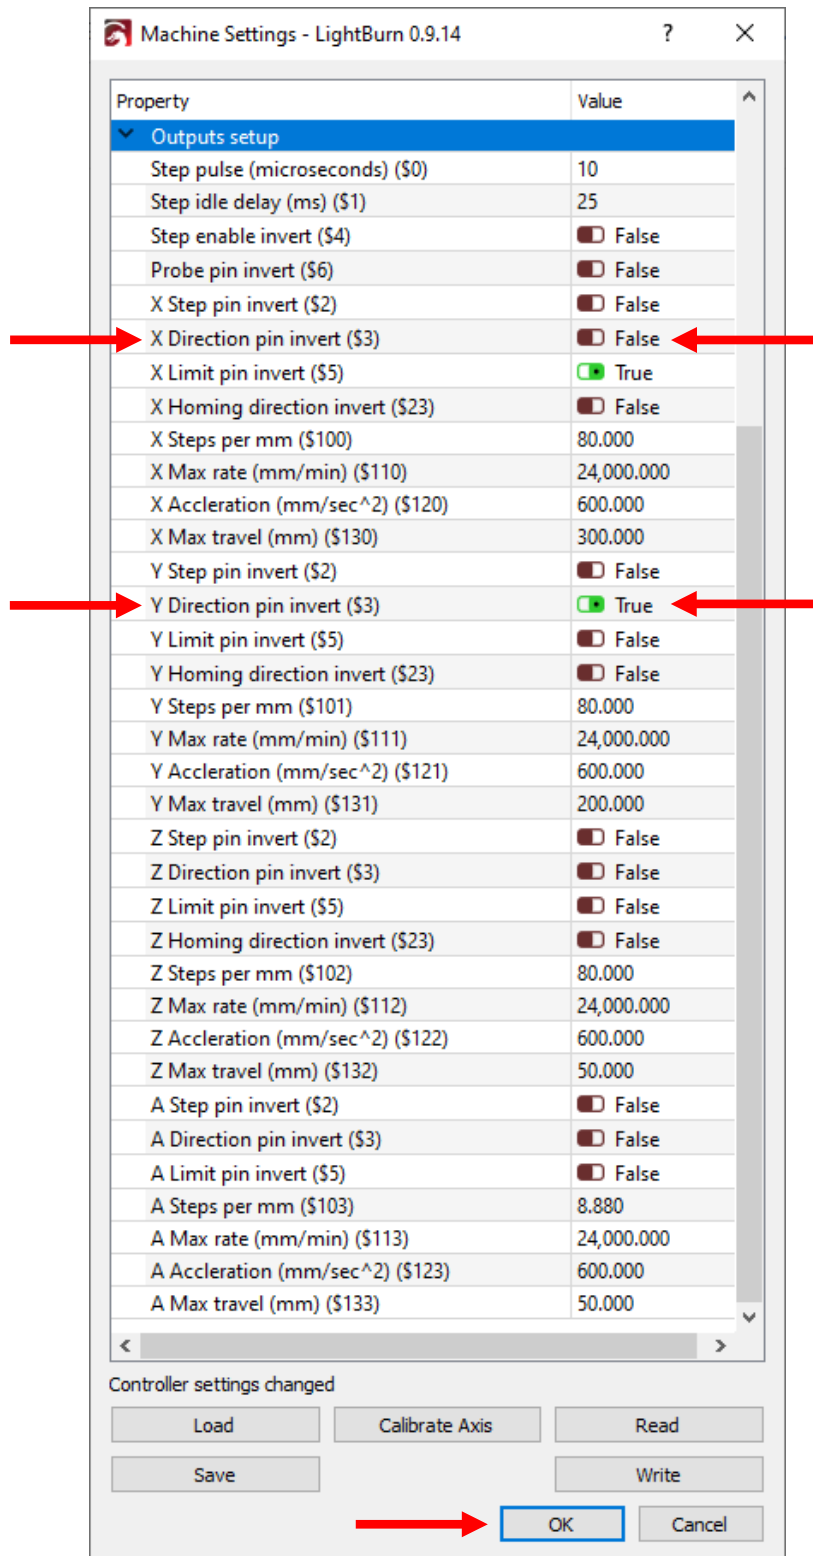 Machine Settings - LightBurn 0.9.14 ?
Property Value
Outputs setup
Step pulse (microseconds) ($0) 10
Step idle delay (ms) ($1) 25
Step enable invert ($4) False
Probe pin invert ($6) False
X Step pin invert ($2) False
X Direction pin invert ($3) False
X Limit pin invert ($5) True
X Homing direction invert ($23) False
X Steps per mm ($100) 80.000
X Max rate (mm/min) ($110) 24,000.000
X Accleration (mm/sec^2) ($120) 600.000
X Max travel (mm) ($130) 300.000
Y Step pin invert ($2) False
Y Direction pin invert ($3) True
Y Limit pin invert ($5) False
Y Homing direction invert ($23) False
Y Steps per mm ($101) 80.000
Y Max rate (mm/min) ($111) 24,000.000
Y Accleration (mm/sec^2) ($121) 600.000
Y Max travel (mm) ($131) 200.000
Z Step pin invert ($2) False
Z Direction pin invert ($3) False
Z Limit pin invert ($5) False
Z Homing direction invert ($23) False
Z Steps per mm ($102) 80.000
Z Max rate (mm/min) ($112) 24,000.000
Z Accleration (mm/sec^2) ($122) 600.000
Z Max travel (mm) ($132) 50.000
A Step pin invert ($2) False
A Direction pin invert ($3) False
A Limit pin invert ($5) False
A Steps per mm ($103) 8.880
A Max rate (mm/min) ($113) 24,000.000
A Accleration (mm/sec^2) ($123) 600.000
A Max travel (mm) ($133) 50.000
Controller settings changed
Load Calibrate Axis Read
Save Write
OK Cancel